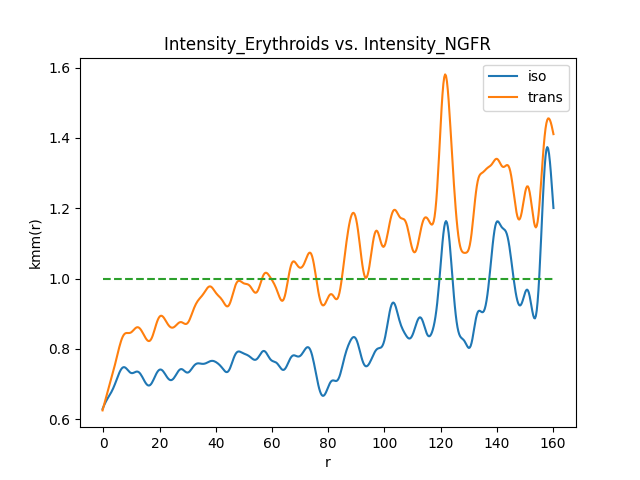 Intensity_Erythroids vs. Intensity_NGFR
iso
trans
kmm(r)
1.6
1.4
1.2
1.0
0.8
0.6
0 20 40 60 80 100 120 140 160
r